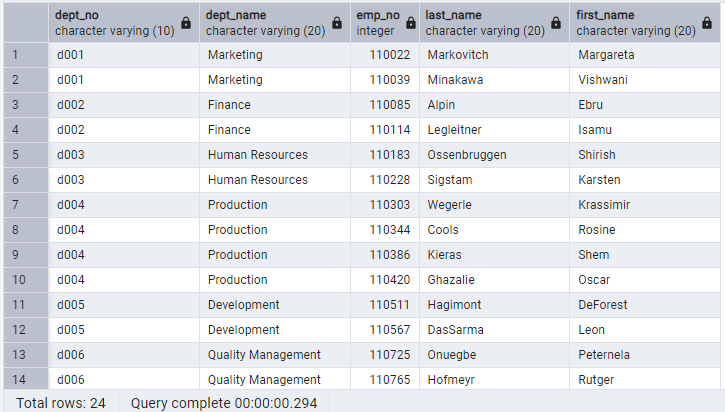 dept_no dept_name emp_no last_name first_name
character varying (10) character varying (20) integer character varying (20) character varying (20)
1 d001 Marketing 110022 Markovitch Margareta
2 d001 Marketing 110039 Minakawa Vishwani
3 d002 Finance 110085 Alpin Ebru
4 d002 Finance 110114 Legleitner Isamu
5 d003 Human Resources 110183 Ossenbruggen Shirish
6 d003 Human Resources 110228 Sigstam Karsten
7 d004 Production 110303 Wegerle Krassimir
8 d004 Production 110344 Cools Rosine
9 d004 Production 110386 Kieras Shem
10 d004 Production 110420 Ghazalie Oscar
11 d005 Development 110511 Hagimont DeForest
12 d005 Development 110567 DasSarma Leon
13 d006 Quality Management 110725 Onuegbe Peternela
14 d006 Quality Management 110765 Hofmeyr Rutger
Total rows: 24 Query complete 00:00:00.294